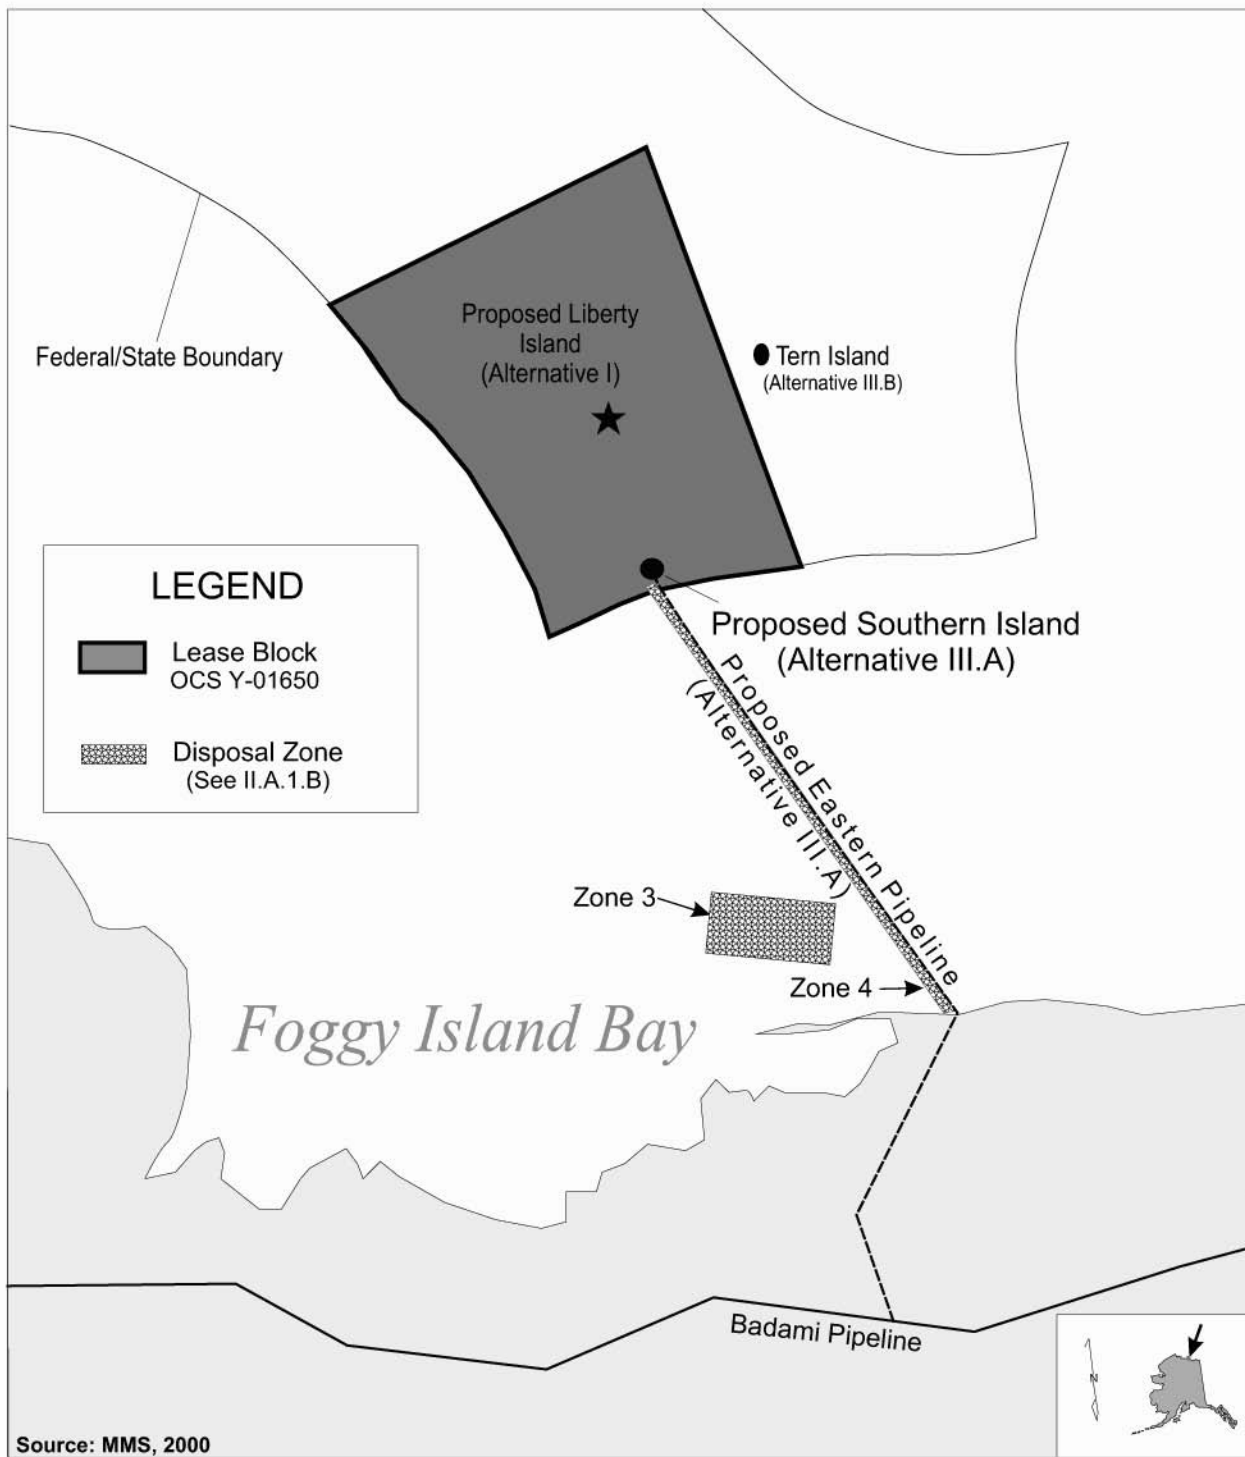 Proposed Liberty
Island
(Alternative I)
Federal/State Boundary
Tern Island
(Alternative III.B)
LEGEND
Lease Block
OCS Y-01650
Disposal Zone
(See II.A.1.B)
Proposed Southern Island
(Alternative III.A)
Proposed Eastern Pipeline
(Alternative III.A)
Zone 3
Zone 4
Foggy Island Bay
Badami Pipeline
N
Source: MMS, 2000